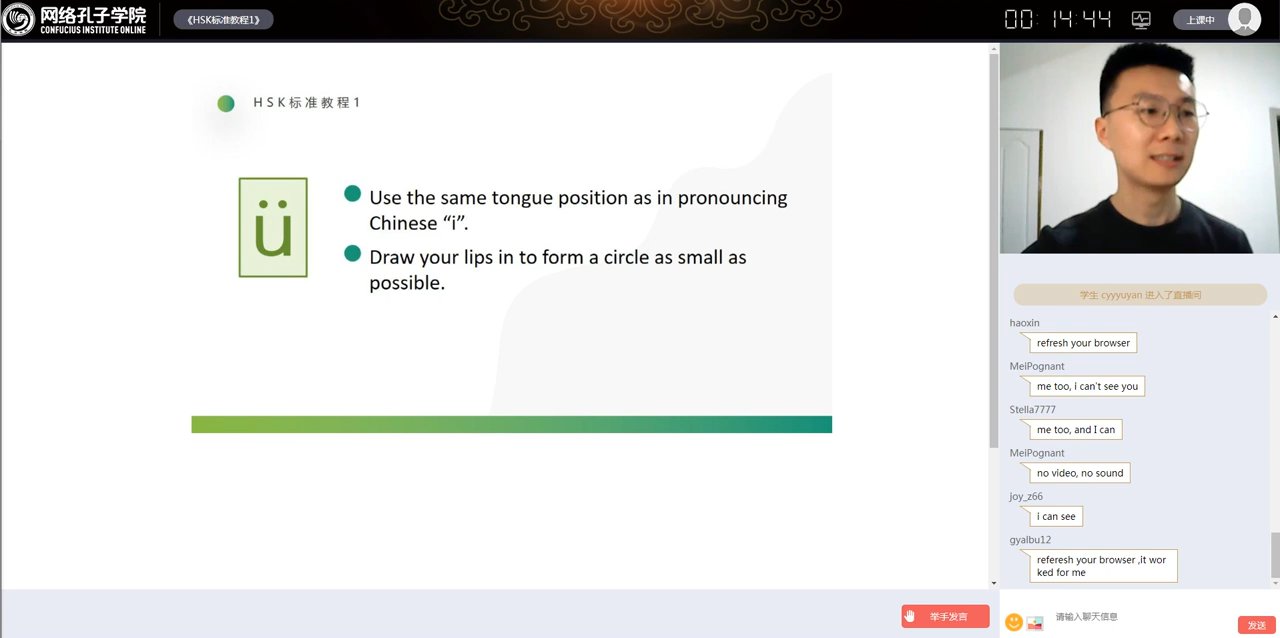 网络孔子学院
CONFUCIUS INSTITUTE ONLINE
《HSK标准教程1》
00: 14:44
上课中
HSK标准教程1
ü
Use the same tongue position as in pronouncing
Chinese “i”.
Draw your lips in to form a circle as small as
possible.
学生 cyyyuyan 进入了直播间
haoxin
refresh your browser
MeiPognant
me too, i can't see you
Stella7777
me too, and I can
MeiPognant
no video, no sound
joy_z66
i can see
gyalbu12
referesh your browser ,it wor
ked for me
举手发言
请输入聊天信息
发送